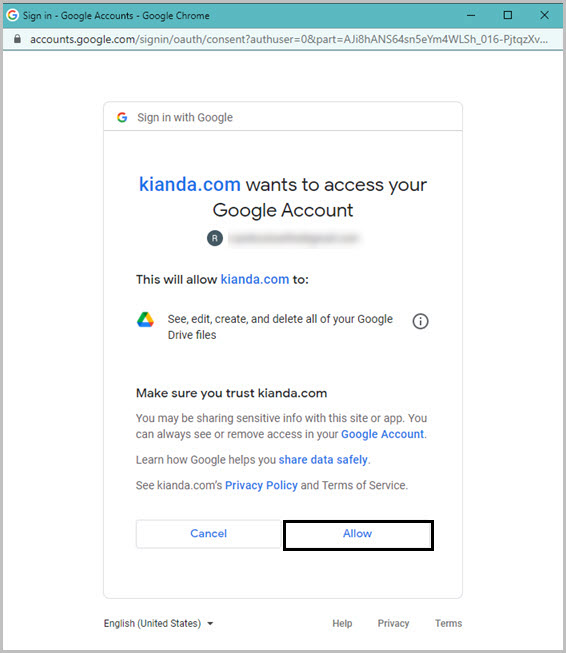 Sign in - Google Accounts - Google Chrome
accounts.google.com/signin/oauth/consent?authuser=0&part=AJi8hANS64sn5eYm4WLSh_016-PjtqzXv...
Sign in with Google
kianda.com wants to access your
Google Account
R
This will allow kianda.com to:
See, edit, create, and delete all of your Google
Drive files
Make sure you trust kianda.com
You may be sharing sensitive info with this site or app. You
can always see or remove access in your Google Account.
Learn how Google helps you share data safely.
See kianda.com's Privacy Policy and Terms of Service.
Cancel Allow
English (United States) Help Privacy Terms